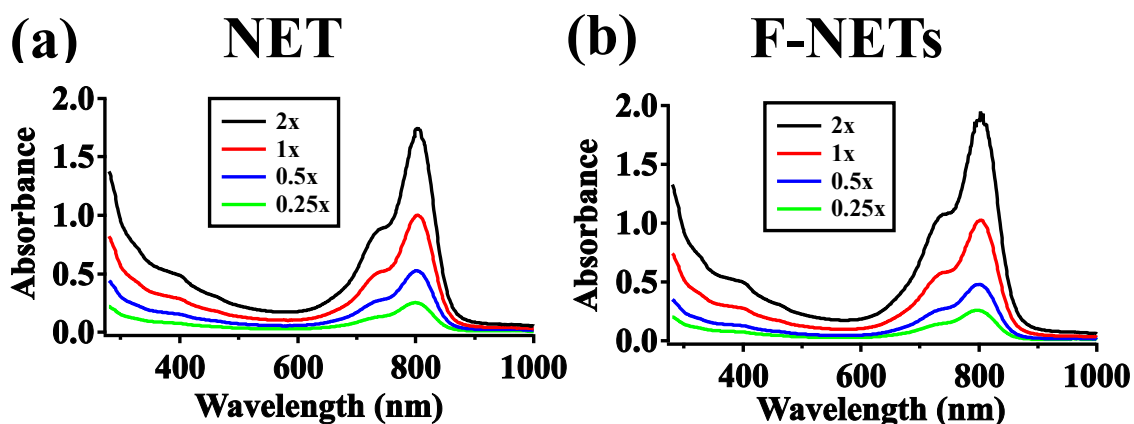 (a) NET
2.0
1.5
1.0
0.5
0.0
Absorbance
2x
1x
0.5x
0.25x
400 600 800 1000
Wavelength (nm)
(b) F-NETs
2.0
1.5
1.0
0.5
0.0
Absorbance
2x
1x
0.5x
0.25x
400 600 800 1000
Wavelength (nm)